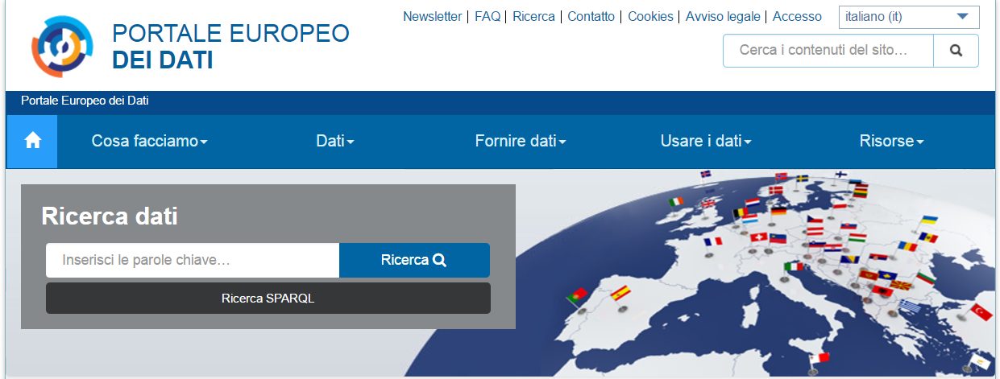 Newsletter | FAQ | Ricerca | Contatto | Cookies | Avviso legale | Accesso
italiano (it)
PORTALE EUROPEO
DEI DATI
Cerca i contenuti del sito...
Portale Europeo dei Dati
Cosa facciamo
Dati
Fornire dati
Usare i dati
Risorse
Ricerca dati
Inserisci le parole chiave...
Ricerca
Ricerca SPARQL